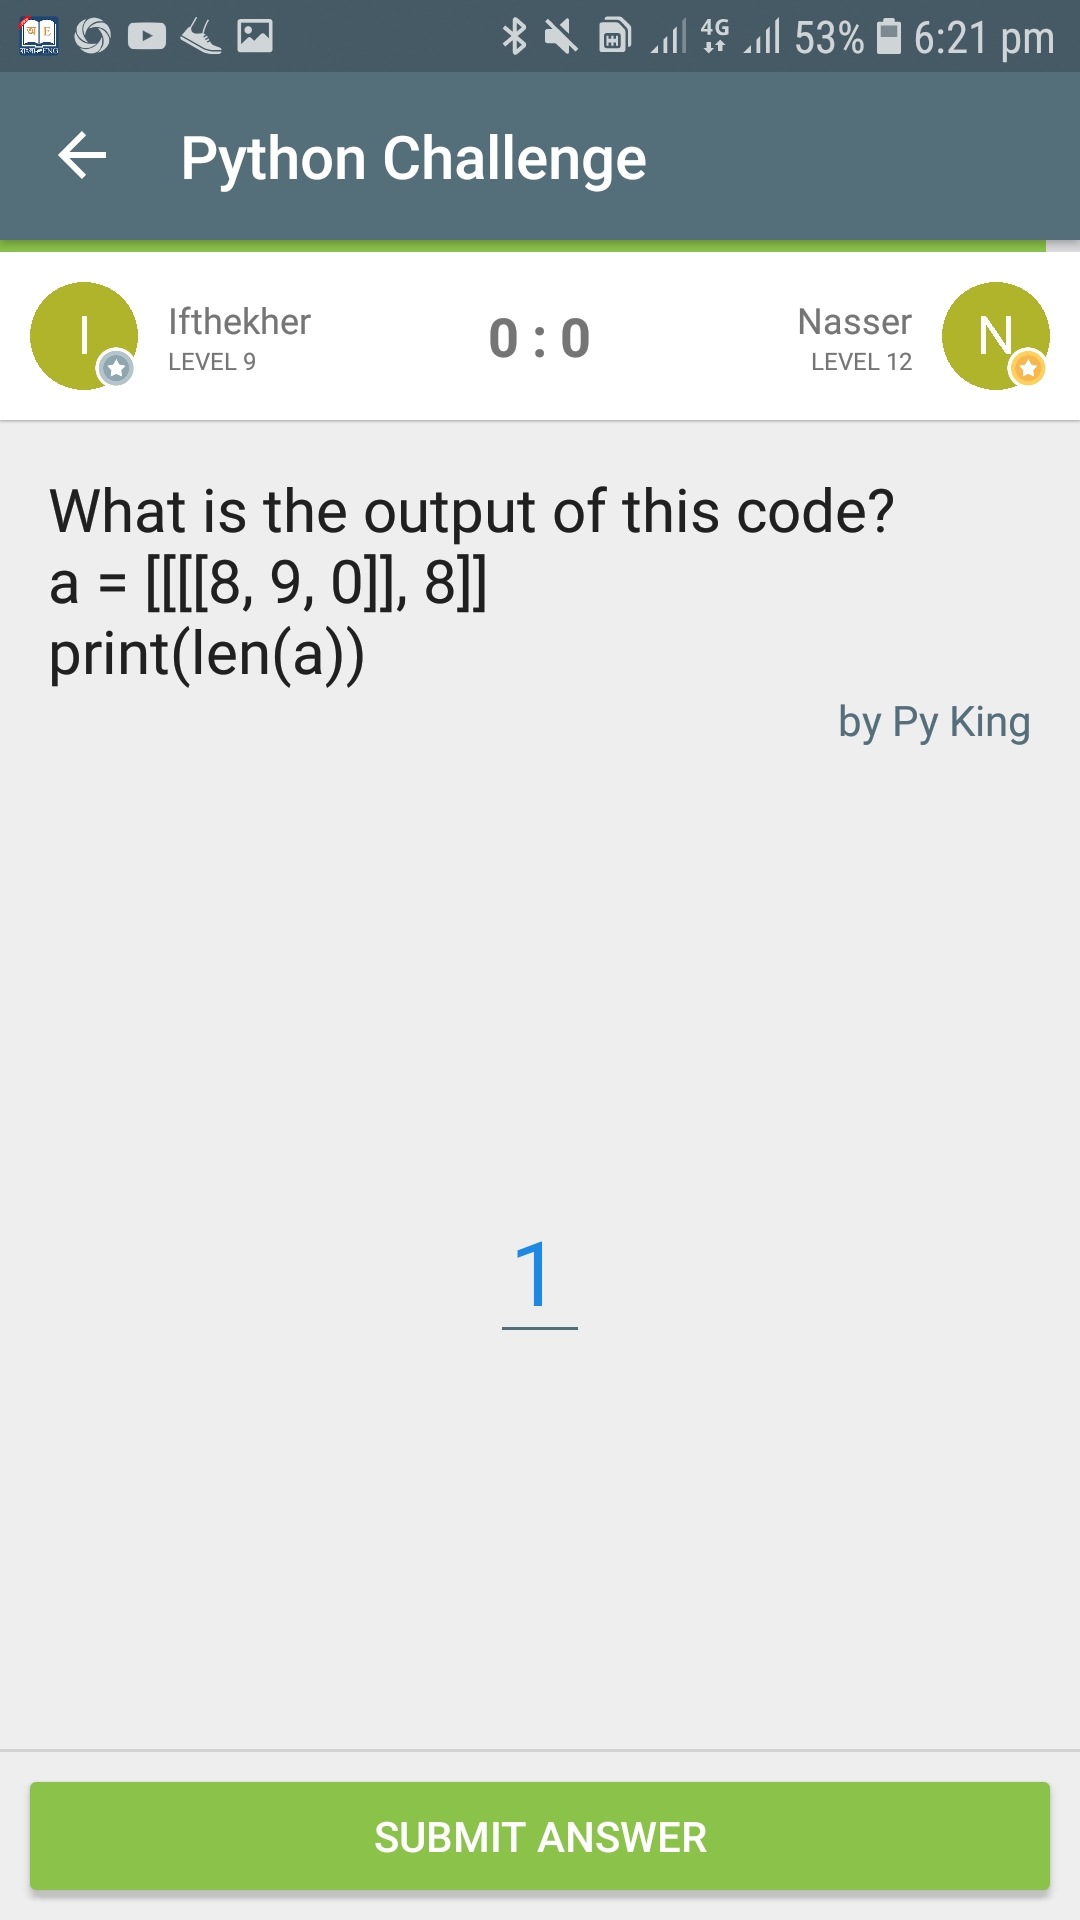 4G 53% 6:21 pm
Python Challenge
I Ifthekher 0 : 0 Nasser N
LEVEL 9 LEVEL 12
What is the output of this code?
a = [[[[8, 9, 0]], 8]]
print(len(a))
by Py King
1
SUBMIT ANSWER